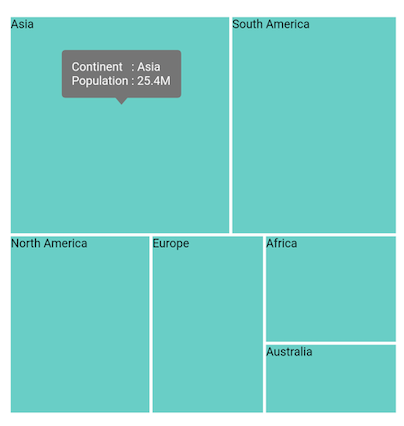 Asia
South America
Continent : Asia
Population : 25.4M
North America
Europe
Africa
Australia